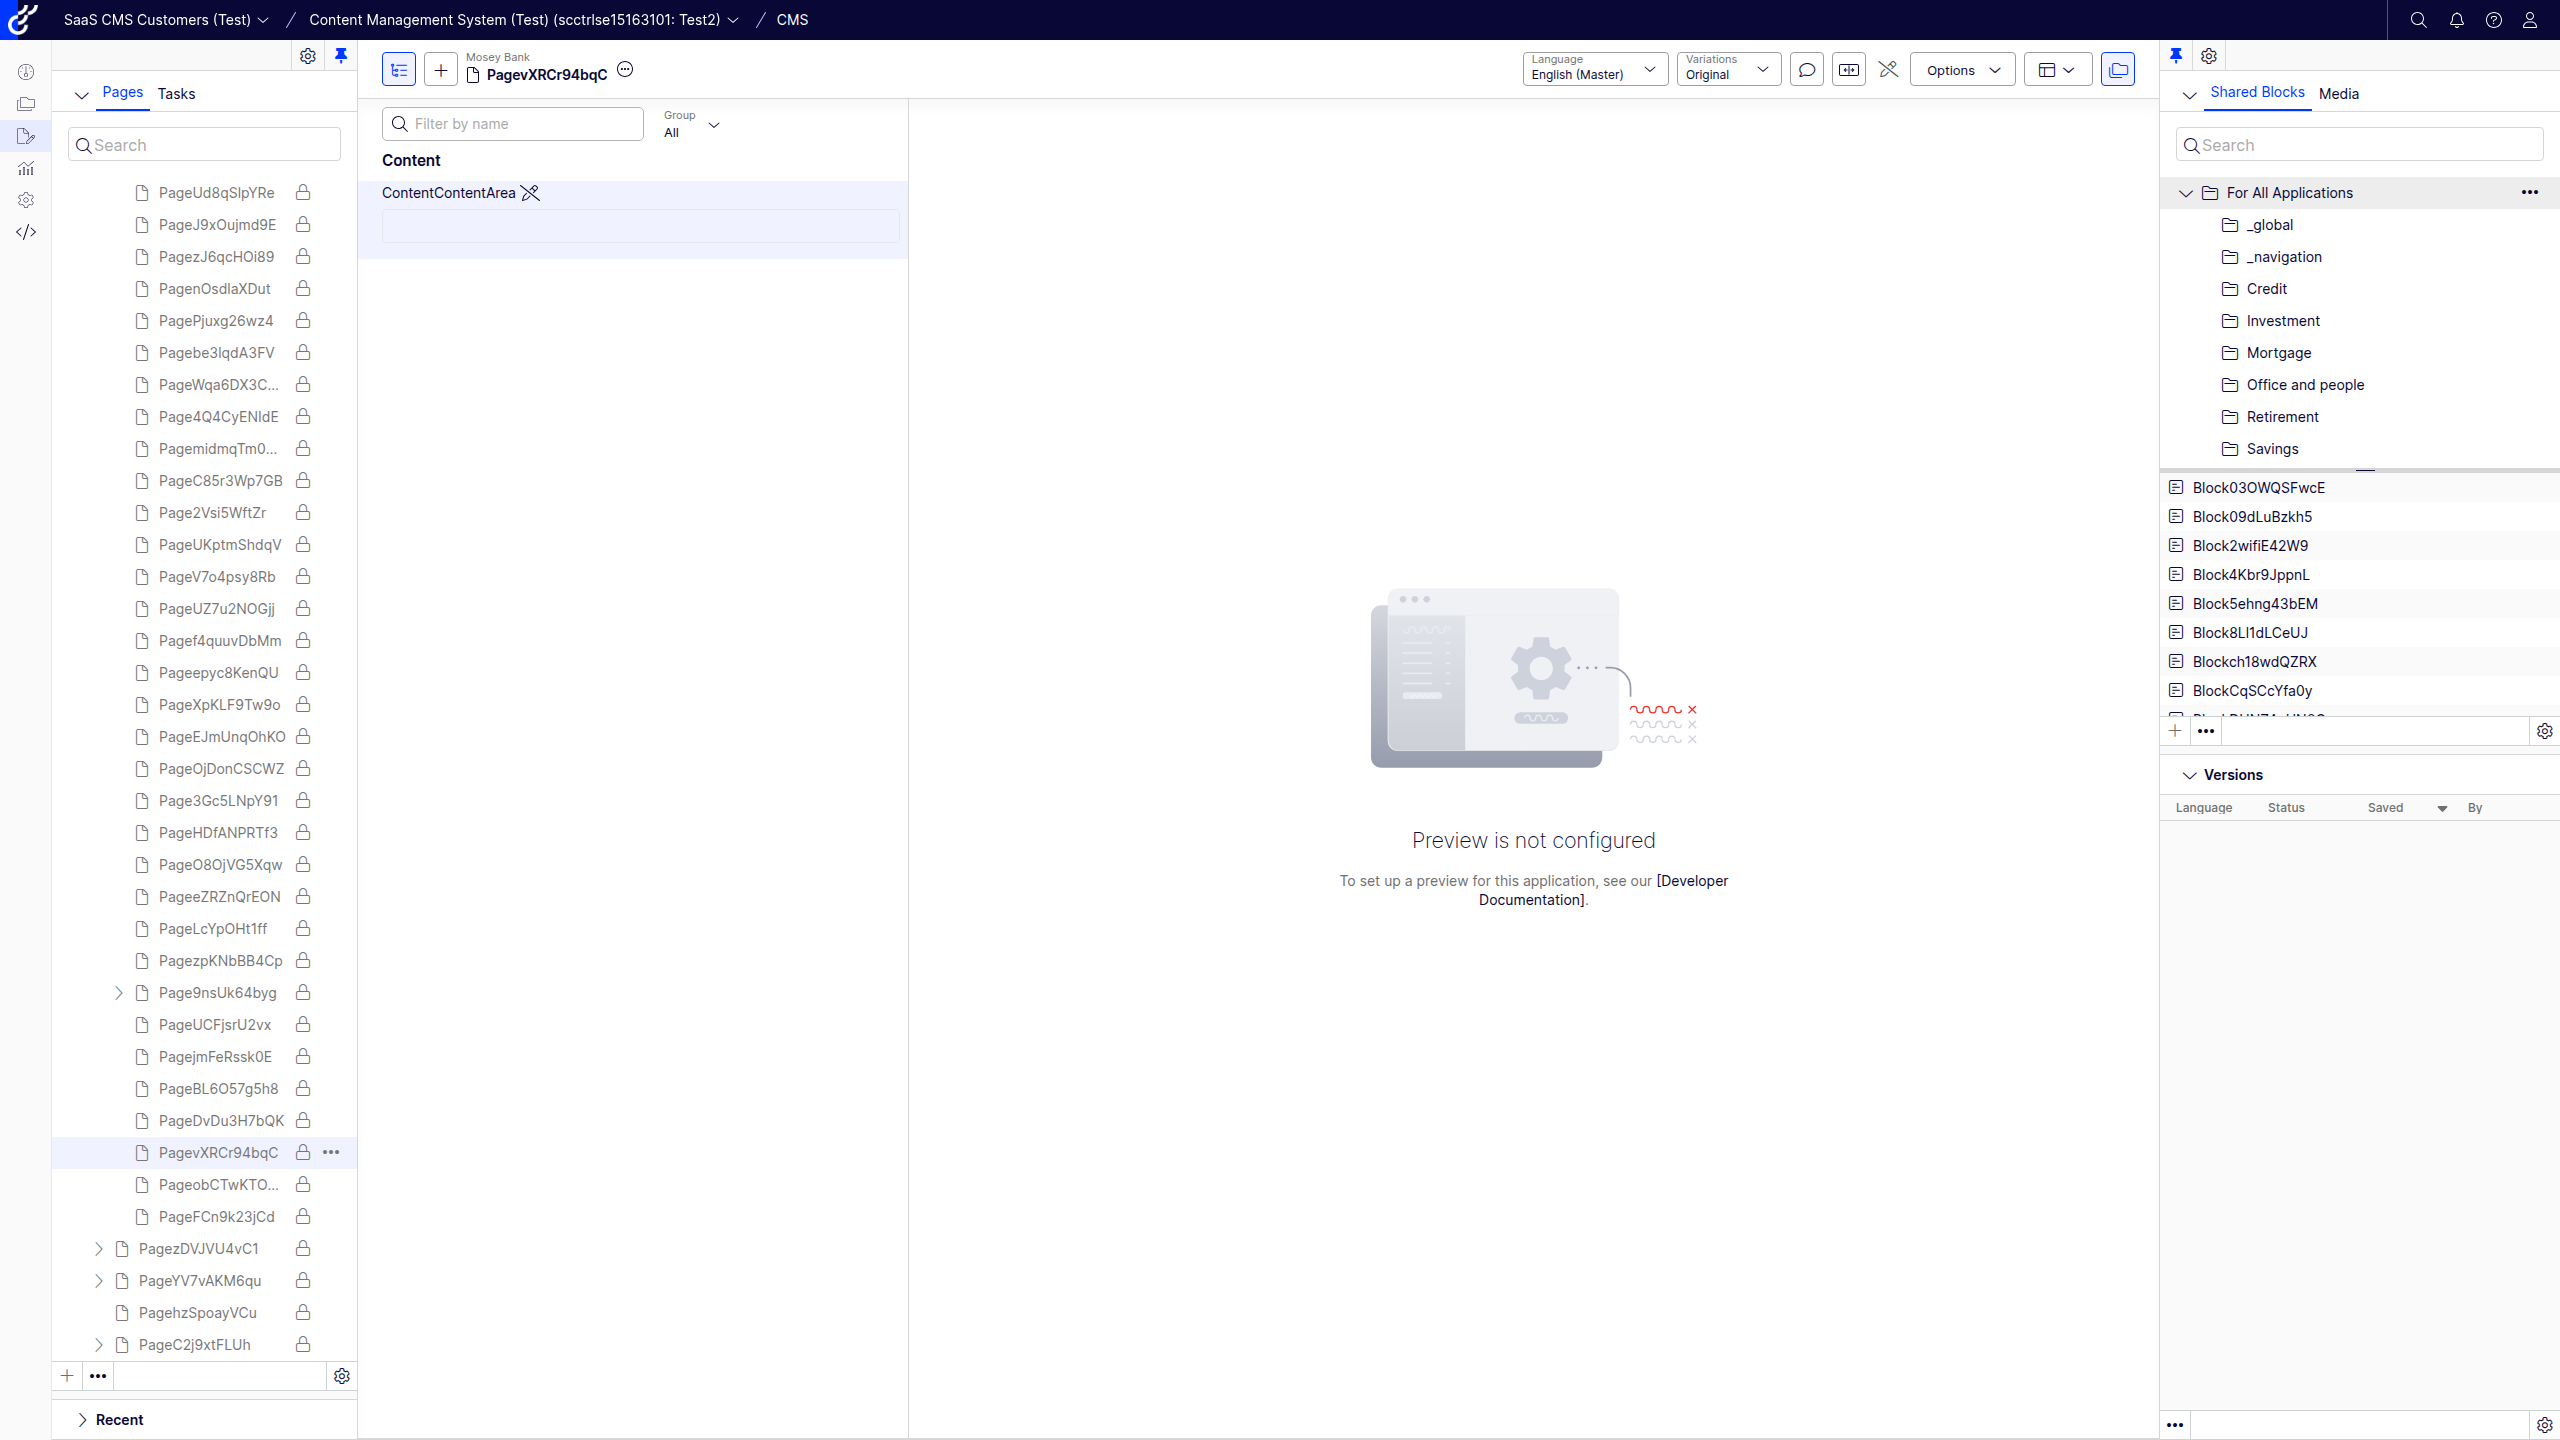 SaaS CMS Customers (Test) / Content Management System (Test) (scctrlse15163101: Test2) / CMS
Pages Tasks
Search
PageUd8qSlpYRe
PageJ9xOujmd9E
PagezJ6qcHOi89
PagenOsdlaXDut
PagePjuxg26wz4
Pagebe3lqdA3FV
PageWqa6DX3C...
Page4Q4CyENldE
PagemidmqTm0...
PageC85r3Wp7GB
Page2Vsi5WftZr
PageUKptmShdqV
PageV7o4psy8Rb
PageUZ7u2NOGjj
Pagef4quuvDbMm
Pageepyc8KenQU
PageXpKLF9Tw9o
PageEJmUnqOhKO
PageOjDonCSCWZ
Page3Gc5LNpY91
PageHDfANPRTf3
PageO8OjVG5Xqw
PageeZRZnQrEON
PageLcYpOHt1ff
PagezpKNbBB4Cp
Page9nsUk64byg
PageUCFjsrU2vx
PagejmFeRssk0E
PageBL6O57g5h8
PageDvDu3H7bQK
PagevXRCr94bqC
PageobCTwKTO...
PageFCn9k23jCd
PagezDVJVU4vC1
PageYV7vAKM6qu
PagehzSpoayVCu
PageC2j9xtFLUh
Recent
Mosey Bank
PagevXRCr94bqC
Language
English (Master)
Variations
Original
Options
Filter by name
Group
All
Content
ContentContentArea
Preview is not configured
To set up a preview for this application, see our [Developer
Documentation].
Shared Blocks Media
Search
For All Applications
_global
_navigation
Credit
Investment
Mortgage
Office and people
Retirement
Savings
Block03OWQSFwcE
Block09dLuBzkh5
Block2wifiE42W9
Block4Kbr9JppnL
Block5ehng43bEM
Block8Ll1dLCeUJ
Blockch18wdQZRX
BlockCqSCcYfa0y
Versions
Language Status Saved By